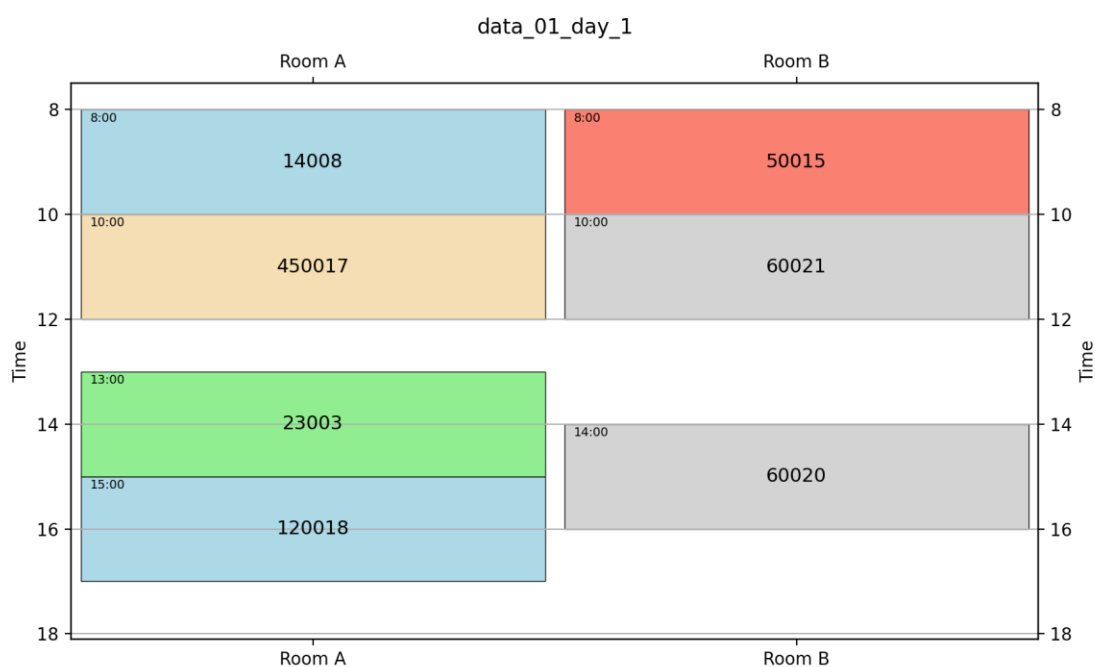 data_01_day_1
Room A Room B
8 8:00 8:00 8
14008 50015
10 10:00 10:00 10
450017 60021
12 12
Time Time
13:00
14 23003 14
14:00
15:00 60020
16 120018 16
18 18
Room A Room B